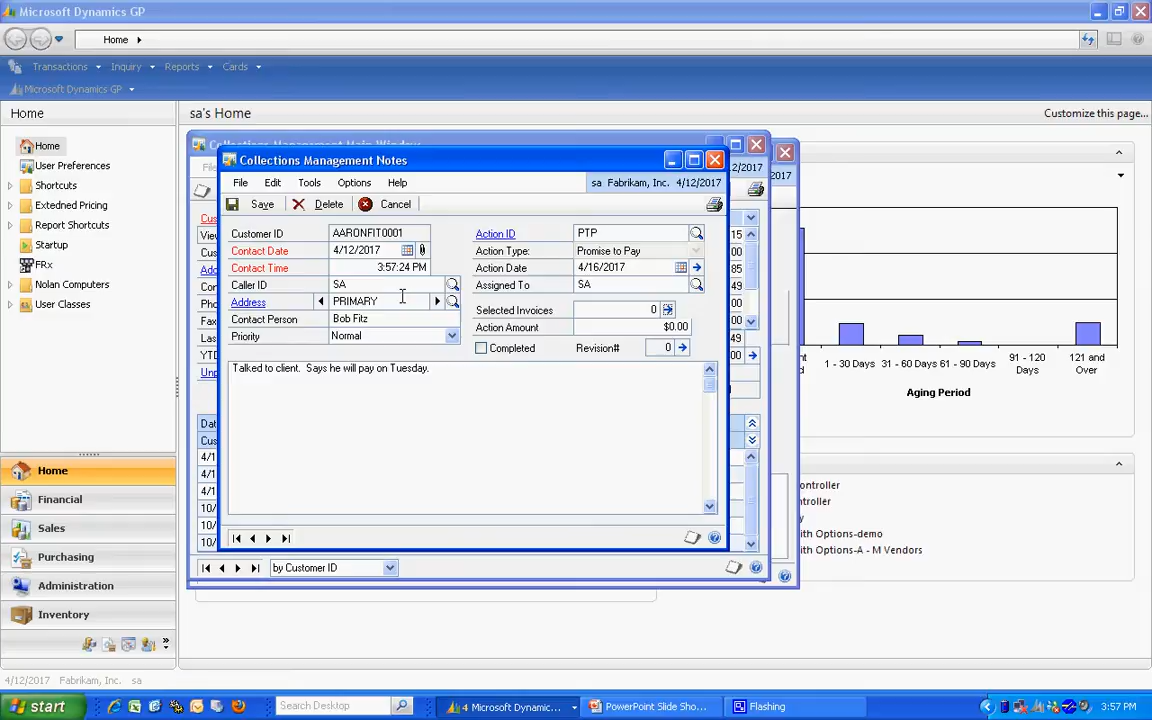 Microsoft Dynamics GP
Home
Transactions Inquiry Reports Cards
Microsoft Dynamics GP
Home
sa's Home
Customize this page...
Home
User Preferences
Shortcuts
Extedned Pricing
Report Shortcuts
Startup
FRx
Nolan Computers
User Classes
Home
Financial
Sales
Purchasing
Administration
Inventory
Collections Management Notes
File Edit Tools Options Help
sa Fabrikam, Inc. 4/12/2017
Save Delete Cancel
Customer ID AARONFIT0001
Contact Date 4/12/2017
Contact Time 3:57:24 PM
Caller ID SA
Address PRIMARY
Contact Person Bob Fitz
Priority Normal
Action ID PTP
Action Type: Promise to Pay
Action Date 4/16/2017
Assigned To SA
Selected Invoices 0
Action Amount $0.00
Completed Revision# 0
Talked to client. Says he will pay on Tuesday.
by Customer ID
1 - 30 Days 31 - 60 Days 61 - 90 Days 91 - 120 Days 121 and Over
Aging Period
ith Options-demo
ith Options-A - M Vendors
4/12/2017 Fabrikam, Inc. sa
start
Search Desktop
4 Microsoft Dynamic...
PowerPoint Slide Sho...
Flashing
3:57 PM